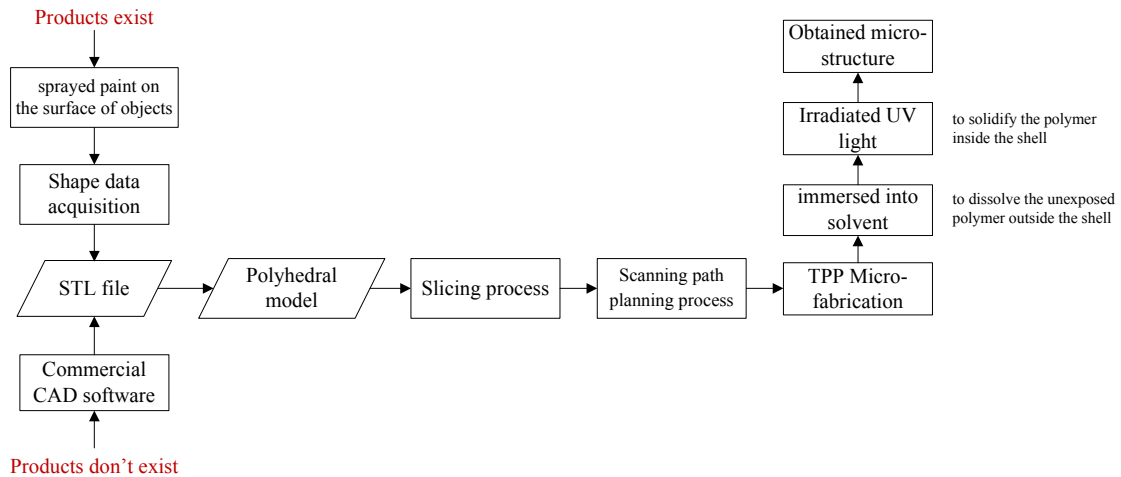 Products exist
sprayed paint on
the surface of objects
Shape data
acquisition
STL file
Commercial
CAD software
Products don’t exist
Polyhedral
model
Slicing process
Scanning path
planning process
TPP Micro-
fabrication
immersed into
solvent
to dissolve the unexposed
polymer outside the shell
Irradiated UV
light
to solidify the polymer
inside the shell
Obtained micro-
structure